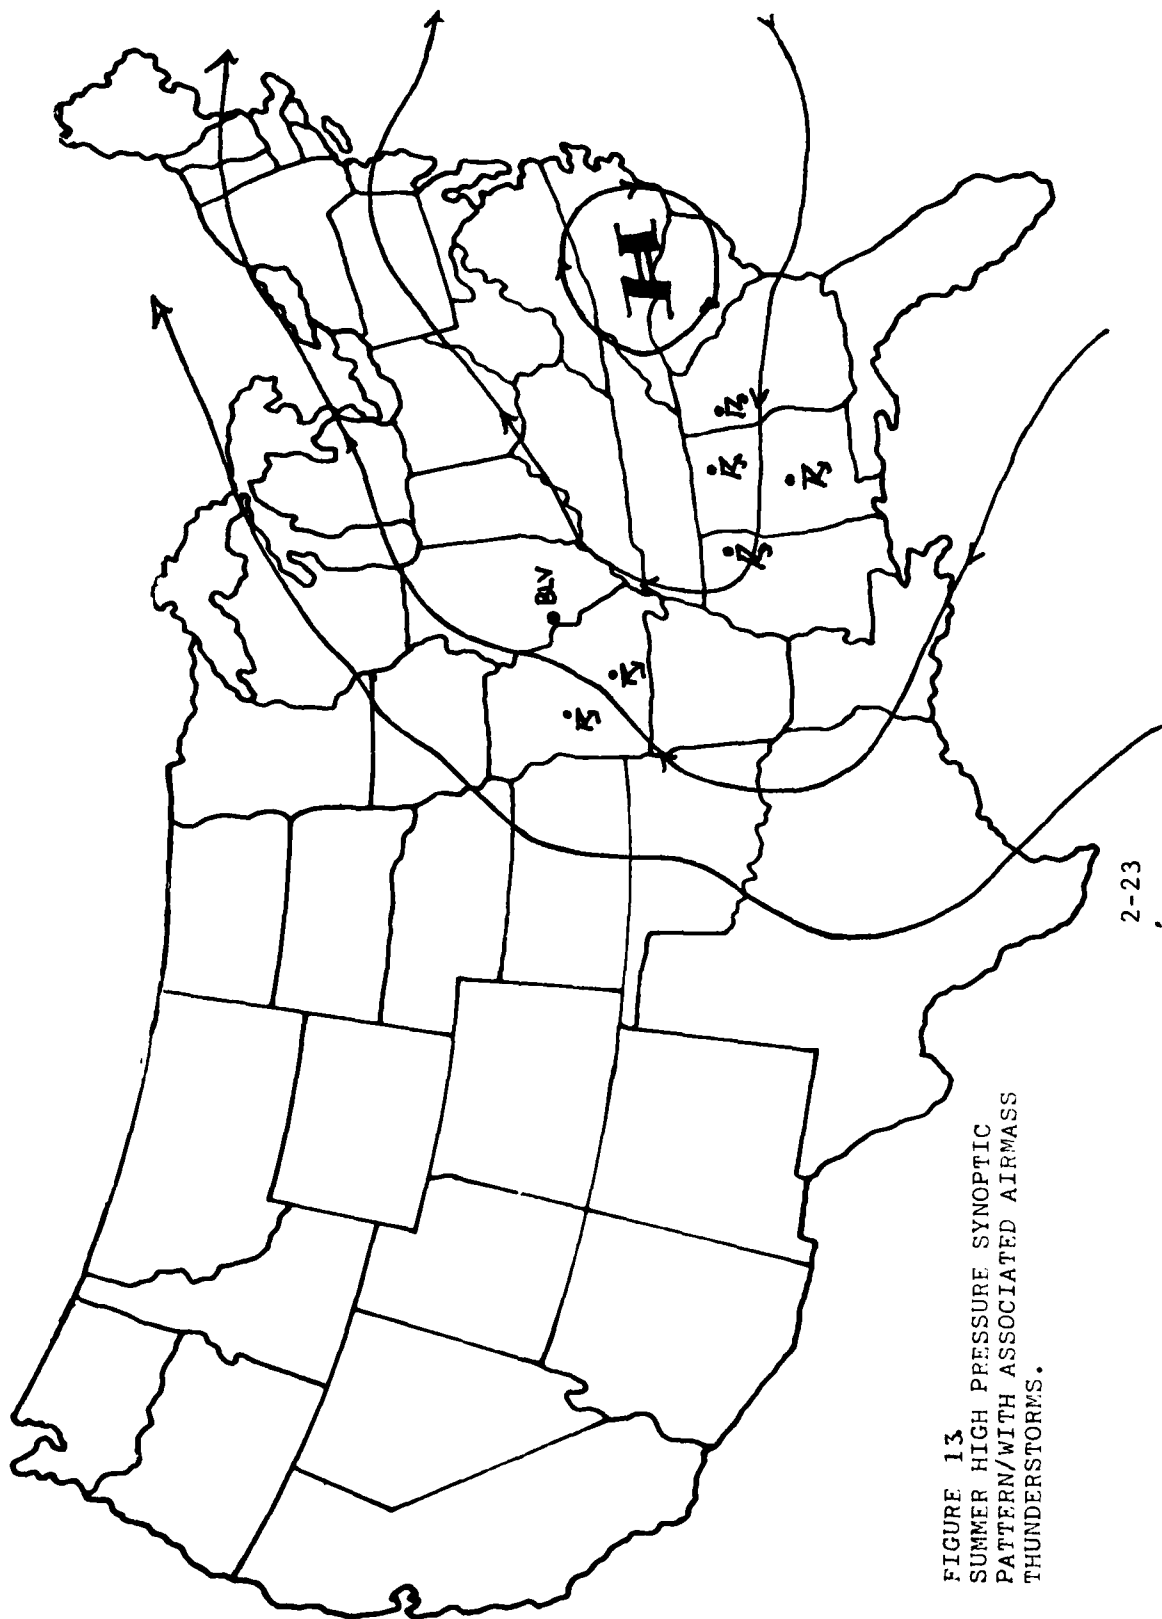 H
BLV
FIGURE 13
SUMMER HIGH PRESSURE SYNOPTIC
PATTERN/WITH ASSOCIATED AIRMASS
THUNDERSTORMS.
2-23